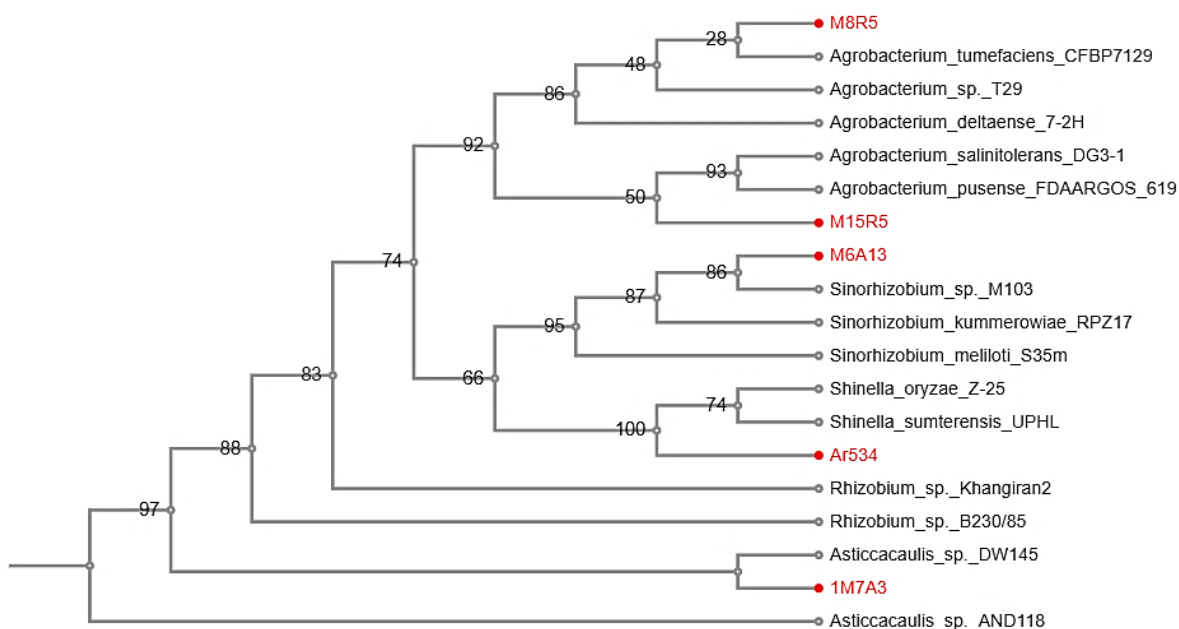 M8R5
28
Agrobacterium_tumefaciens_CFBP7129
48
Agrobacterium_sp._T29
86
Agrobacterium_deltaense_7-2H
92
Agrobacterium_salinitolerans_DG3-1
93
Agrobacterium_pusense_FDAARGOS_619
50
M15R5
74
M6A13
86
Sinorhizobium_sp._M103
87
Sinorhizobium_kummerowiae_RPZ17
95
Sinorhizobium_meliloti_S35m
83
66
Shinella_oryzae_Z-25
74
Shinella_sumterensis_UPHL
100
Ar534
88
Rhizobium_sp._Khangiran2
97
Rhizobium_sp._B230/85
Asticcacaulis_sp._DW145
1M7A3
Asticcacaulis_sp._AND118